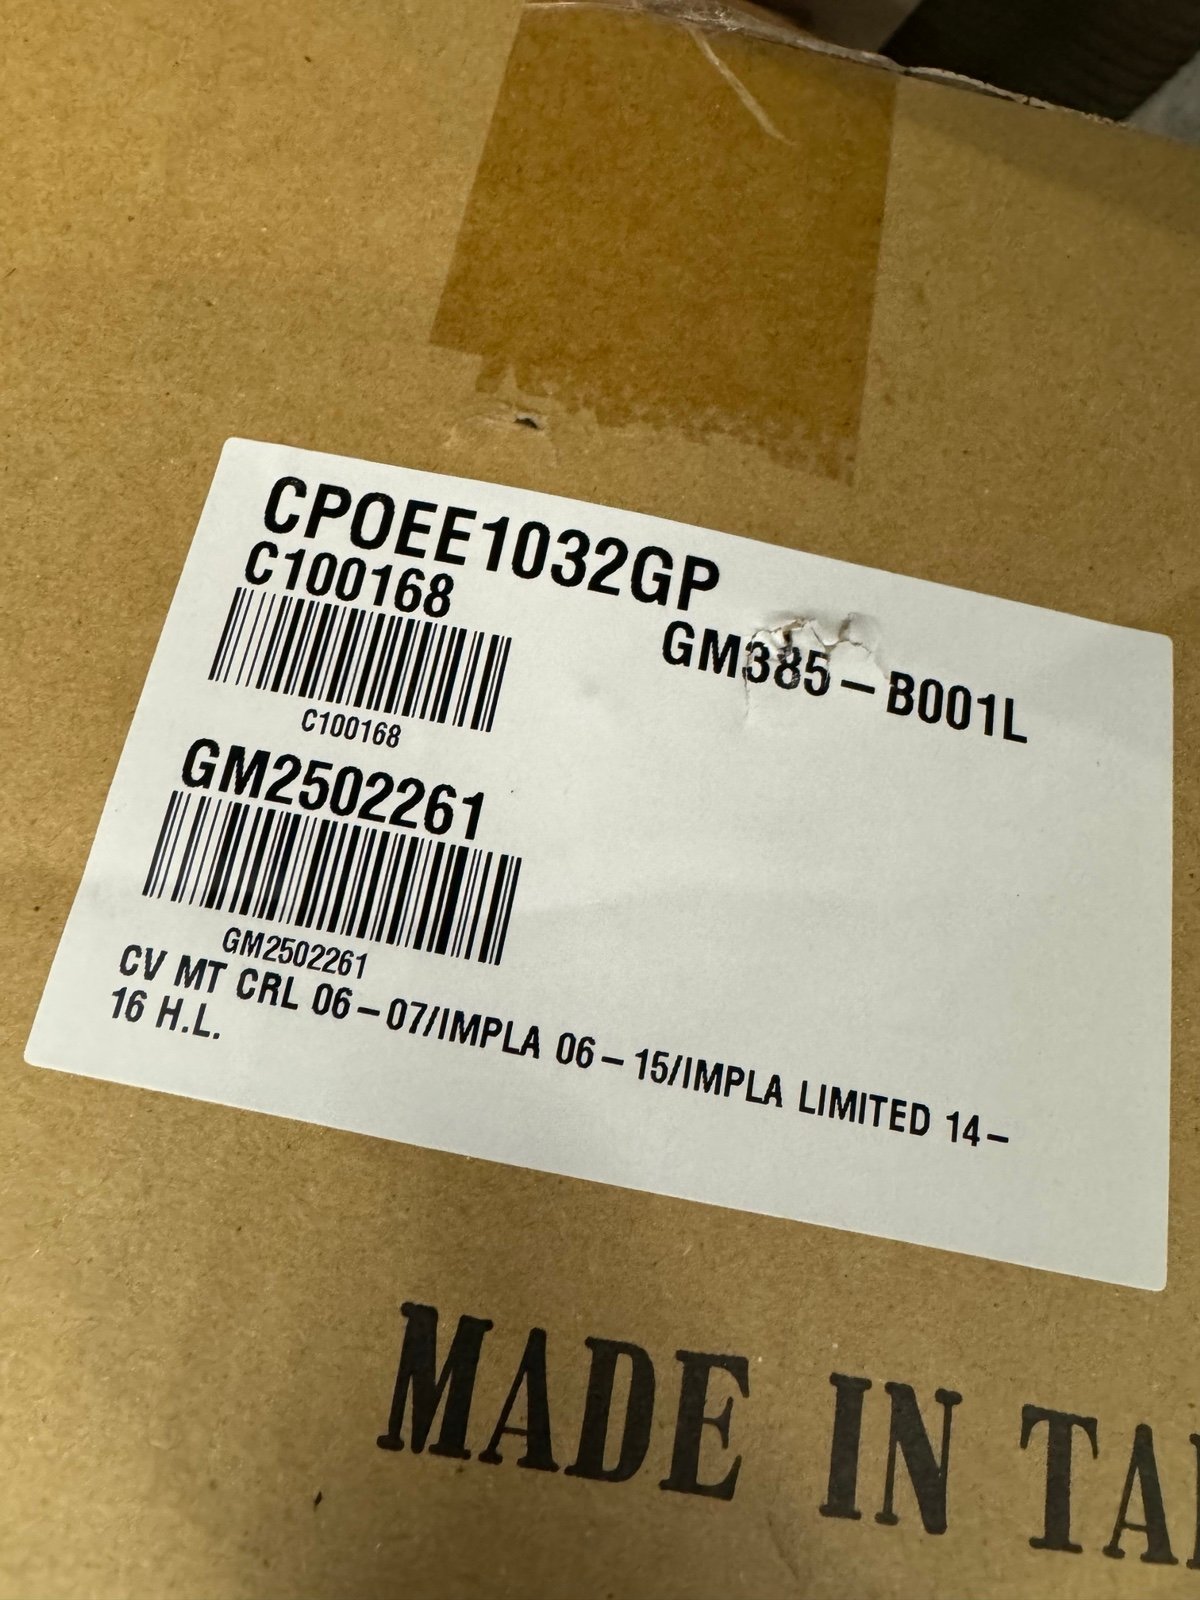 CPOEE1032GP
C100168
GM385-B001L
C100168
GM2502261
GM2502261
CV MT CRL 06-07/IMPLA 06-15/IMPLA LIMITED 14-
16 H.L.
MADE IN